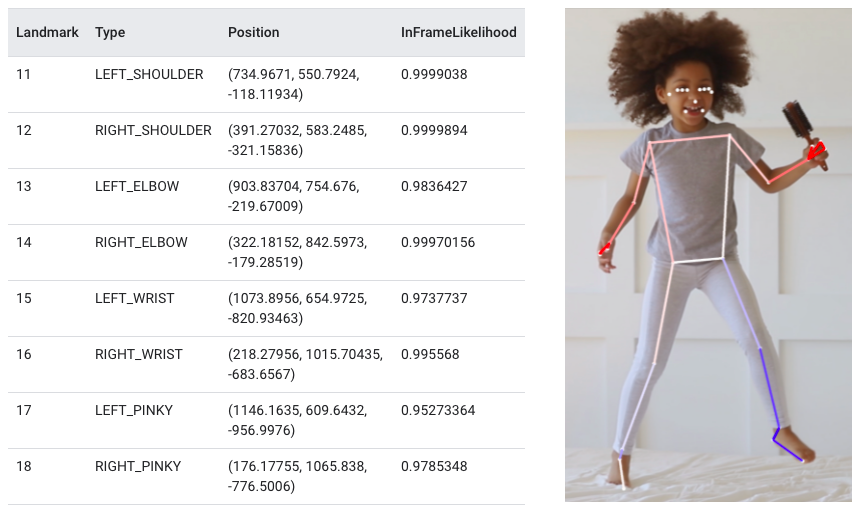 Landmark Type Position InFrameLikelihood
11 LEFT_SHOULDER (734.9671, 550.7924, 0.9999038
-118.11934)
12 RIGHT_SHOULDER (391.27032, 583.2485, 0.9999894
-321.15836)
13 LEFT_ELBOW (903.83704, 754.676, 0.9836427
-219.67009)
14 RIGHT_ELBOW (322.18152, 842.5973, 0.99970156
-179.28519)
15 LEFT_WRIST (1073.8956, 654.9725, 0.9737737
-820.93463)
16 RIGHT_WRIST (218.27956, 1015.70435, 0.995568
-683.6567)
17 LEFT_PINKY (1146.1635, 609.6432, 0.95273364
-956.9976)
18 RIGHT_PINKY (176.17755, 1065.838, 0.9785348
-776.5006)